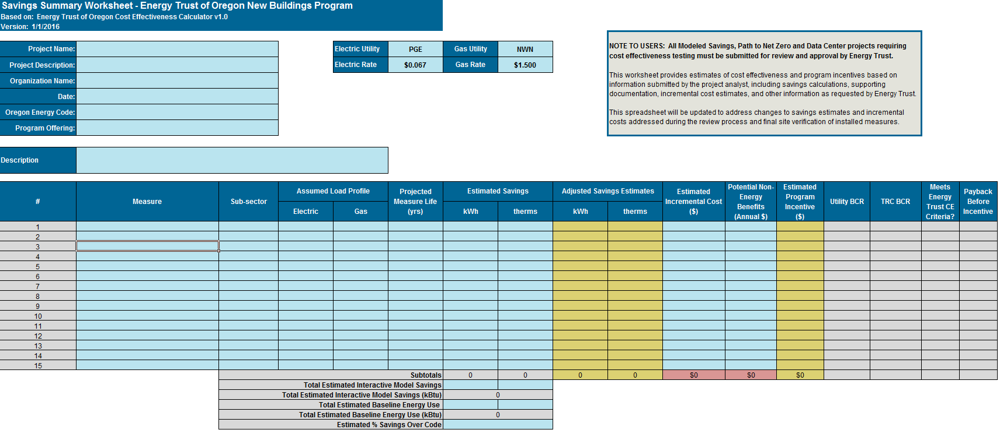 Savings Summary Worksheet - Energy Trust of Oregon New Buildings Program
Based on: Energy Trust of Oregon Cost Effectiveness Calculator v1.0
Version: 1/1/2016
Project Name:
Project Description:
Organization Name:
Date:
Oregon Energy Code:
Program Offering:
Electric Utility PGE Gas Utility NWN
Electric Rate $0.067 Gas Rate $1.500
NOTE TO USERS: All Modeled Savings, Path to Net Zero and Data Center projects requiring
cost effectiveness testing must be submitted for review and approval by Energy Trust.
This worksheet provides estimates of cost effectiveness and program incentives based on
information submitted by the project analyst, including savings calculations, supporting
documentation, incremental cost estimates, and other information as requested by Energy Trust.
This spreadsheet will be updated to address changes to savings estimates and incremental
costs addressed during the review process and final site verification of installed measures.
Description
#
Measure
Sub-sector
Assumed Load Profile
Electric Gas
Projected
Measure Life
(yrs)
Estimated Savings
kWh therms
Adjusted Savings Estimates
kWh therms
Estimated
Incremental Cost
($)
Potential Non-
Energy
Benefits
(Annual $)
Estimated
Program
Incentive
($)
Utility BCR
TRC BCR
Meets
Energy
Trust CE
Criteria?
Payback
Before
Incentive
1
2
3
4
5
6
7
8
9
10
11
12
13
14
15
Subtotals 0 0 0 0 $0 $0 $0
Total Estimated Interactive Model Savings
Total Estimated Interactive Model Savings (kBtu) 0
Total Estimated Baseline Energy Use
Total Estimated Baseline Energy Use (kBtu) 0
Estimated % Savings Over Code